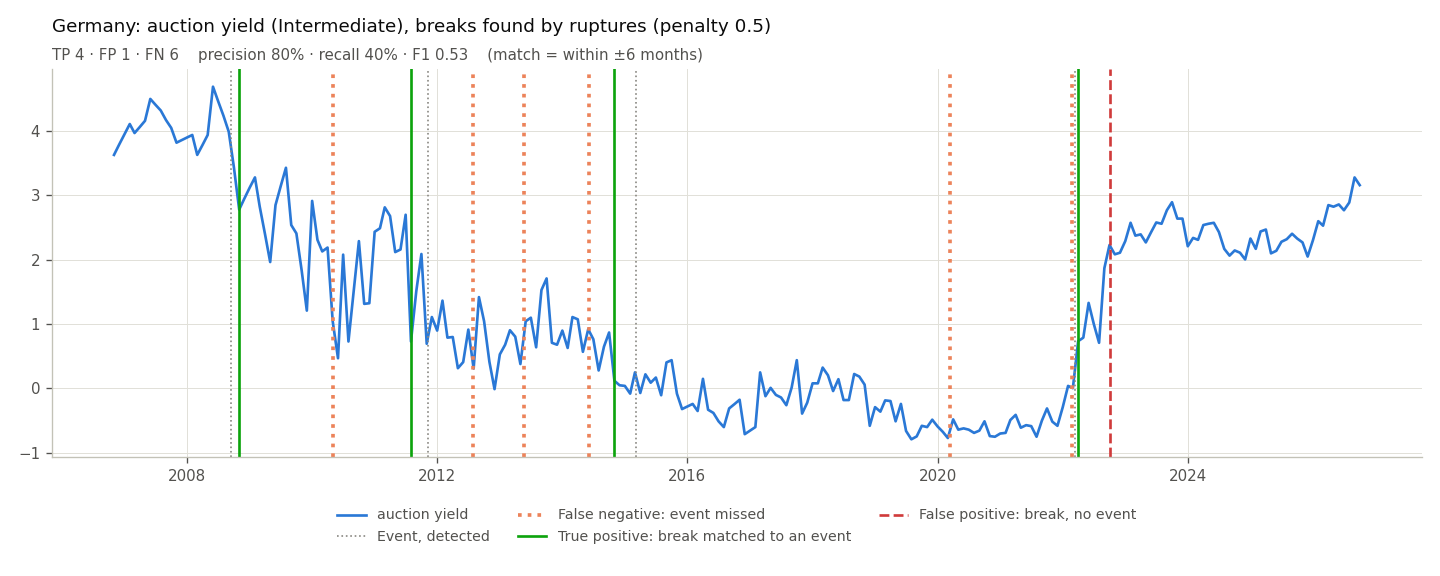 Germany: auction yield (Intermediate), breaks found by ruptures (penalty 0.5)
TP 4 · FP 1 · FN 6    precision 80% · recall 40% · F1 0.53    (match = within ±6 months)
4
3
2
1
0
−1
2008
2012
2016
2020
2024
auction yield
Event, detected
False negative: event missed
True positive: break matched to an event
False positive: break, no event